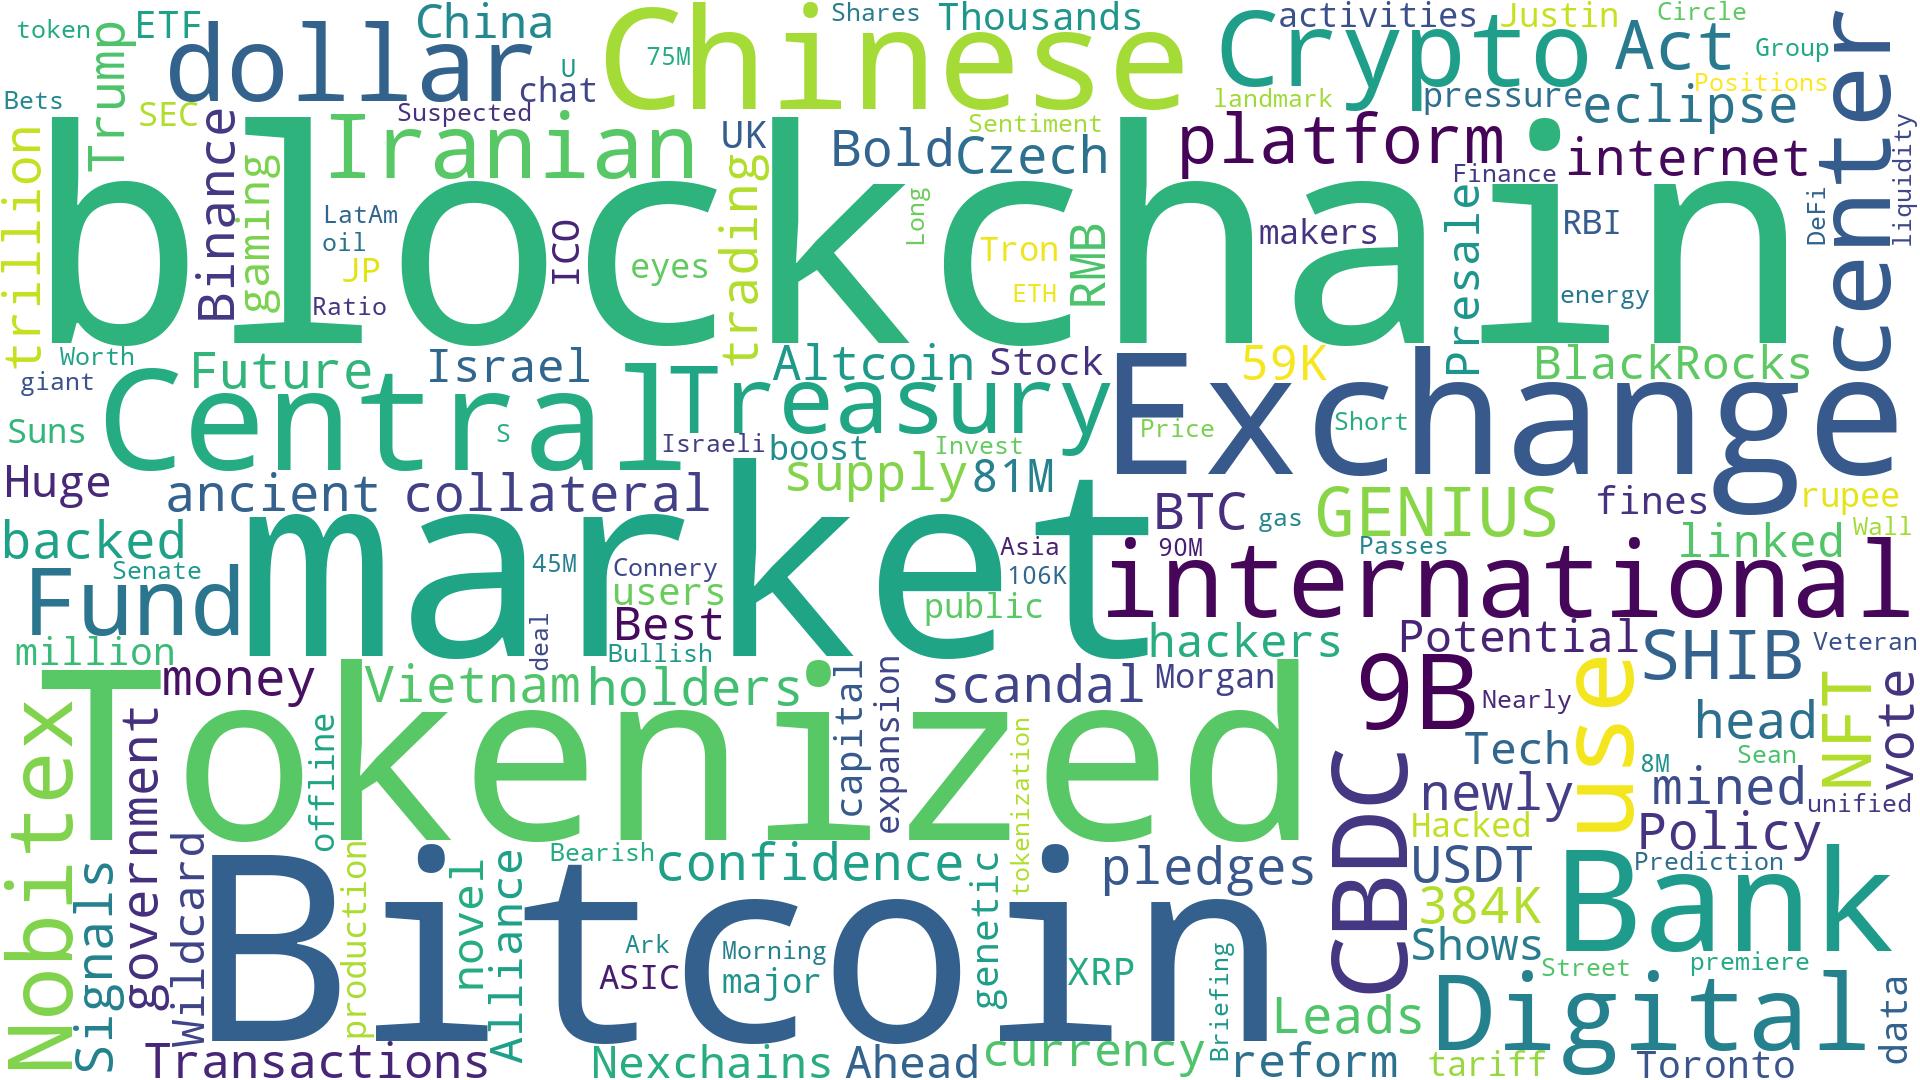 token
ETF
China
Chinese
Shares
Thousands
activities
Justin
Circle
Trump
dollar
75M
Crypto
Act
Group
center
U
chat
Positions
Bets
SEC
Suspected
landmark
pressure
eclipse
trillion
Binance
Iranian
UK
Sentiment
Bold
Czech
platform
internet
liquidity
blockchain
gaming
trading
Finance
LatAm
oil
JP
Ratio
ICO
eyes
Long
Tron
ETH
RMB
makers
Presale
RBI
energy
DeFi
Worth
giant
Future
Israel
Altcoin
Stock
59K
BlackRocks
Suns
Central
S
Treasury
Exchange
Price
Short
Israeli
boost
Invest
Huge
ancient
collateral
supply
81M
BTC
gas
GENIUS
fines
rupee
backed
market
Wall
Senate
Fund
45M
Connery
users
Asia
106K
90M
Passes
linked
international
Best
public
deal
Bullish
hackers
Potential
SHIB
Veteran
million
money
Vietnam
holders
capital
expansion
scandal
Morgan
9B
Nearly
use
head
NFT
vote
Tokenized
Nobitex
government
offline
tokenization
CBDC
Tech
Sean
8M
newly
mined
unified
Hacked
Policy
Signals
Wildcard
production
novel
Alliance
Bearish
confidence
genetic
pledges
USDT
Prediction
384K
Bank
Bitcoin
Ark
ASIC
Morning
major
XRP
Briefing
Shows
Street
premiere
Leads
Digital
data
Transactions
Nexchains
Ahead
currency
reform
tariff
Toronto